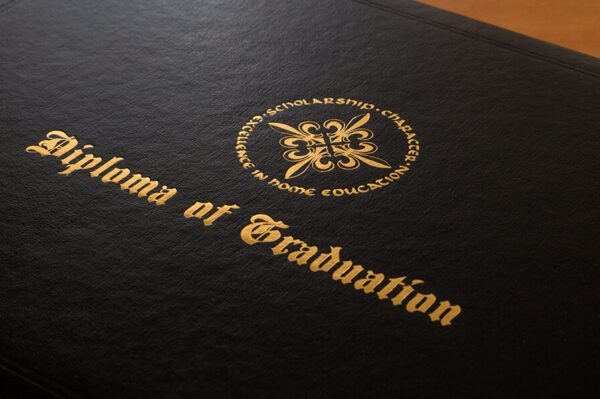 · SCHOLARSHIP · CHARACTER · EXCELLENCE IN HOME EDUCATION
Diploma of Graduation